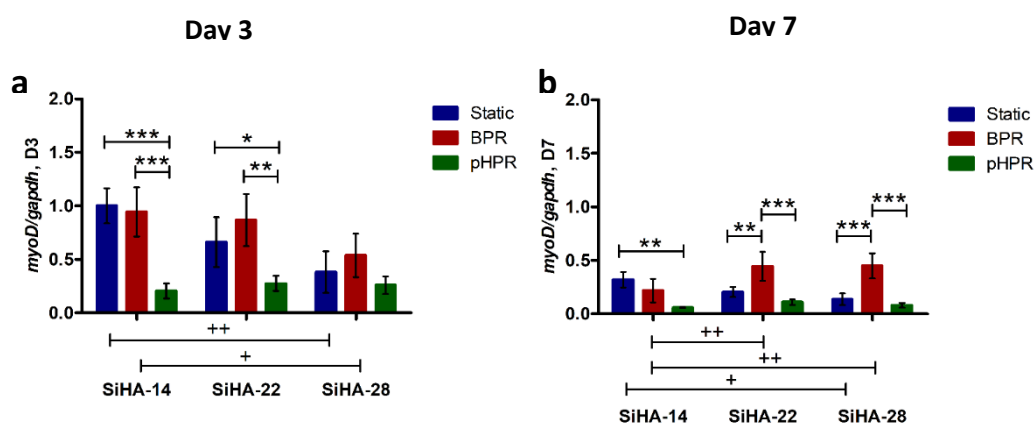 Dav 3
Dav 7
a
myoD/gapdh, D3
2.0
1.5
1.0
0.5
0.0
***
***
*
**
Static
BPR
pHPR
++
+
SiHA-14 SiHA-22 SiHA-28
b
myoD/gapdh, D7
2.0
1.5
1.0
0.5
0.0
**
**
***
***
***
Static
BPR
pHPR
++
++
+
SiHA-14 SiHA-22 SiHA-28